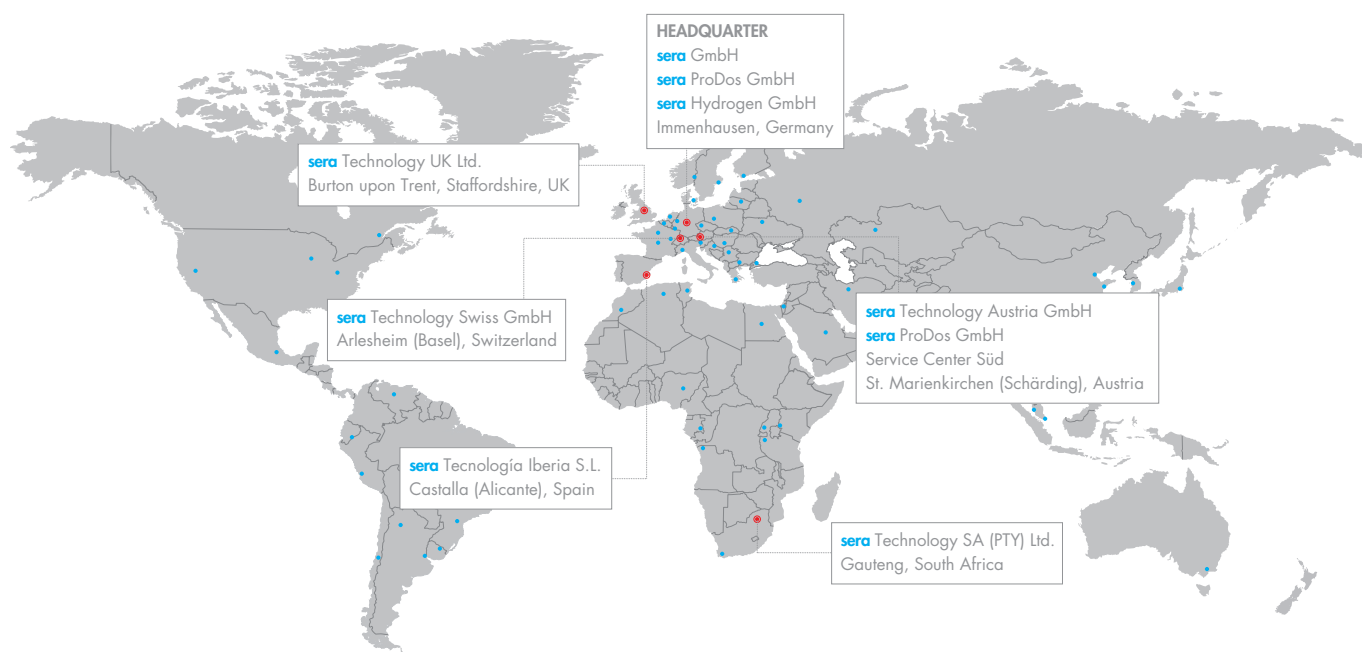 HEADQUARTER
sera GmbH
sera ProDos GmbH
sera Hydrogen GmbH
Immenhausen, Germany
sera Technology UK Ltd.
Burton upon Trent, Staffordshire, UK
sera Technology Swiss GmbH
Arlesheim (Basel), Switzerland
sera Technology Austria GmbH
sera ProDos GmbH
Service Center Süd
St. Marienkirchen (Schärding), Austria
sera Tecnología Iberia S.L.
Castalla (Alicante), Spain
sera Technology SA (PTY) Ltd.
Gauteng, South Africa